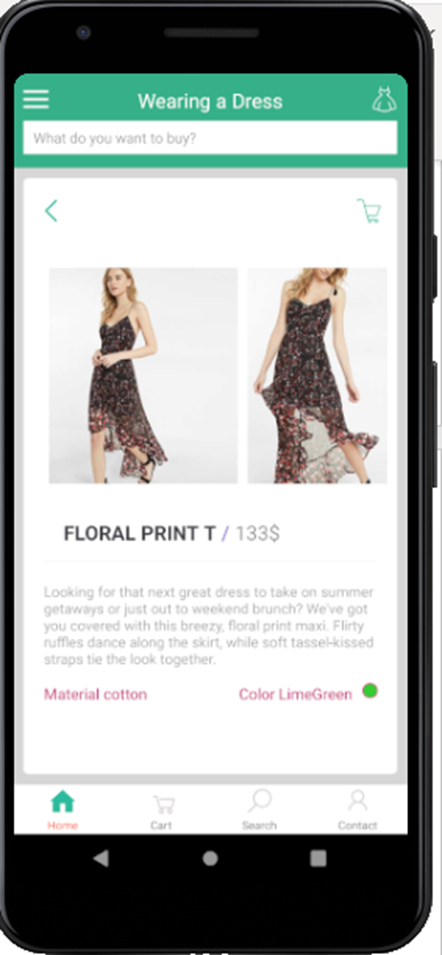 Wearing a Dress
What do you want to buy?
FLORAL PRINT T / 133$
Looking for that next great dress to take on summer
getaways or just out to weekend brunch? We've got
you covered with this breezy, floral print maxi. Flirty
ruffles dance along the skirt, while soft tassel-kissed
straps tie the look together.
Material cotton Color LimeGreen
Home Cart Search Contact